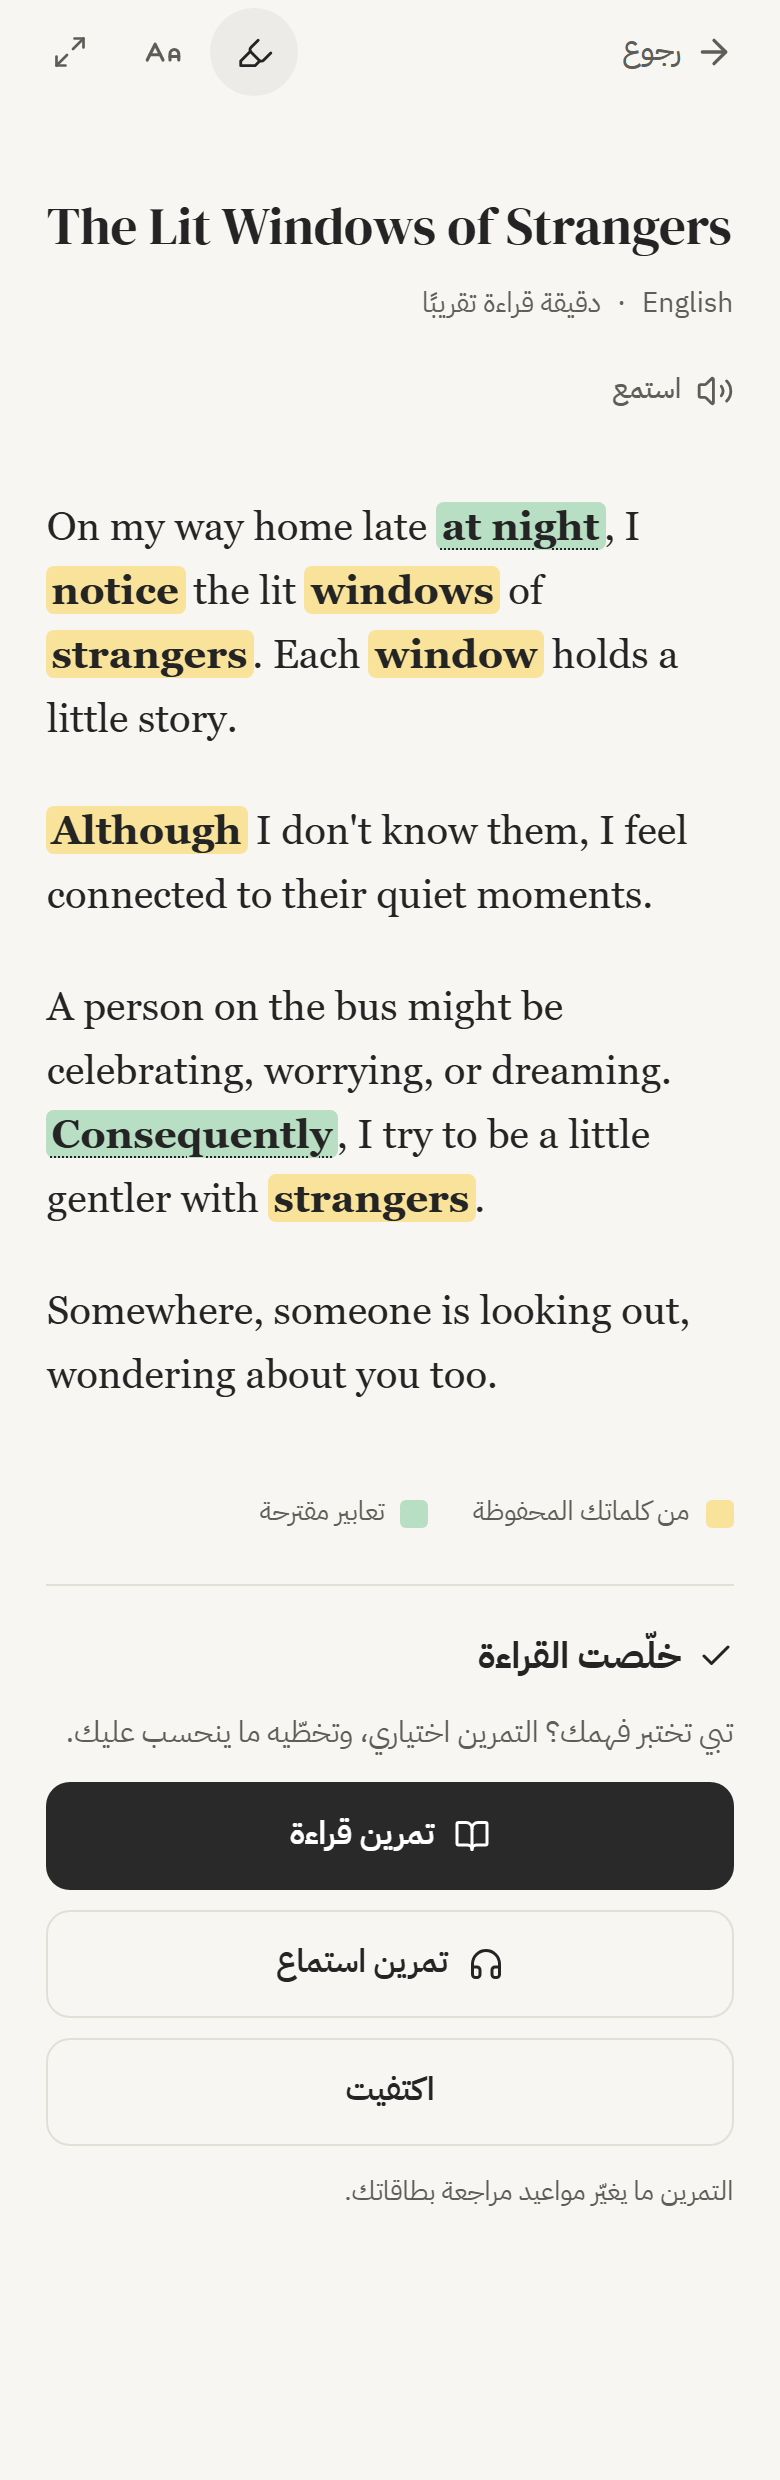 رجوع
The Lit Windows of Strangers
English · دقيقة قراءة تقريبًا
استمع
On my way home late at night, I
notice the lit windows of
strangers. Each window holds a
little story.
Although I don't know them, I feel
connected to their quiet moments.
A person on the bus might be
celebrating, worrying, or dreaming.
Consequently, I try to be a little
gentler with strangers.
Somewhere, someone is looking out,
wondering about you too.
من كلماتك المحفوظة
تعابير مقترحة
خلّصت القراءة
تبي تختبر فهمك؟ التمرين اختياري، وتخطّيه ما ينحسب عليك.
تمرين قراءة
تمرين استماع
اكتفيت
التمرين ما يغيّر مواعيد مراجعة بطاقاتك.